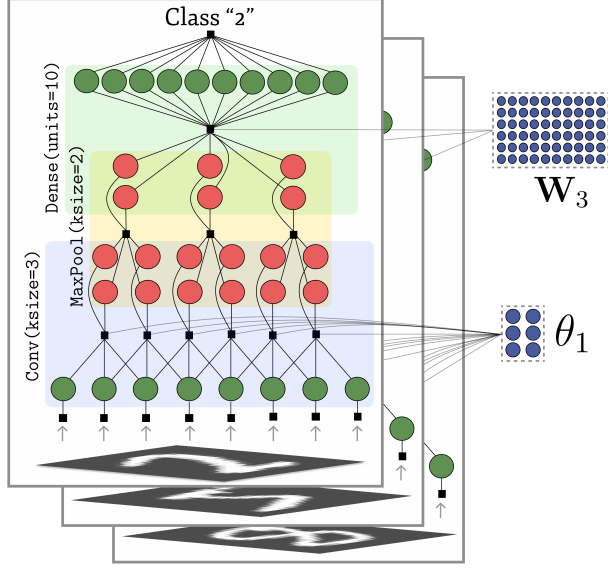 Class “2”
Dense(units=10)
MaxPool(ksize=2)
Conv(ksize=3)
W₃
θ₁